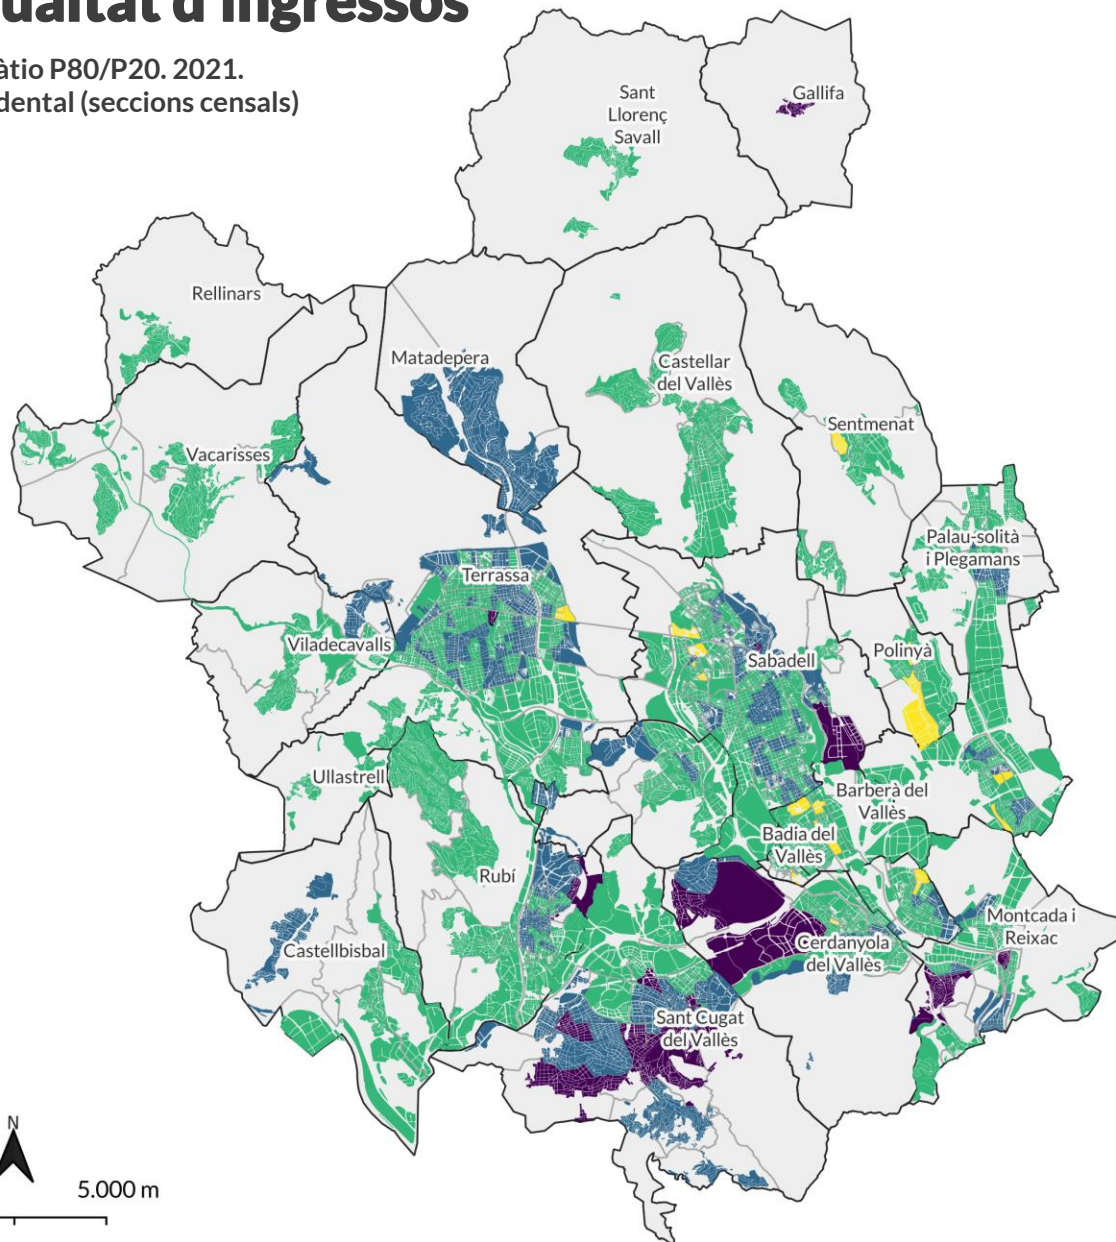 ualtat d'ingressos
àtio P80/P20. 2021.
dental (seccions censals)
Sant
Llorenç
Savall
Gallifa
Rellinars
Matadepera
Castellar
del Vallès
Sentmenat
Vacarisses
Palau-solità
i Plegamans
Terrassa
Viladecavalls
Sabadell
Polinyà
Ullastrell
Barberà del
Vallès
Badia del
Vallès
Rubí
Castellbisbal
Cerdanyola
del Vallès
Montcada i
Reixac
Sant Cugat
del Vallès
N
5.000 m